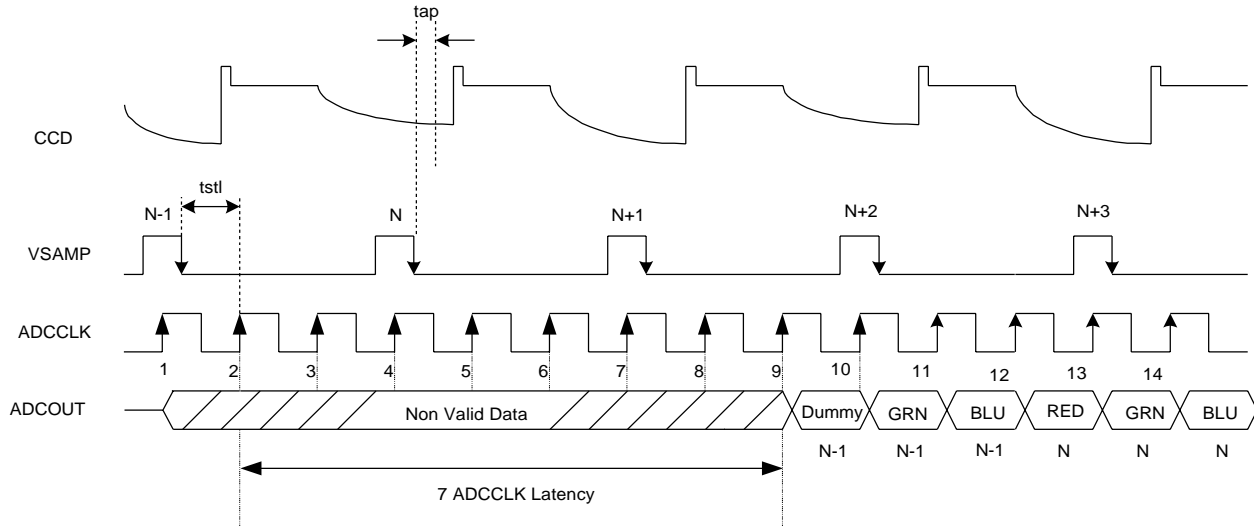 tap
CCD
tstl
N-1 N N+1 N+2 N+3
VSAMP
ADCCLK
1 2 3 4 5 6 7 8 9 10 11 12 13 14
ADCOUT Non Valid Data Dummy GRN BLU RED GRN BLU
N-1 N-1 N-1 N N N
7 ADCCLK Latency